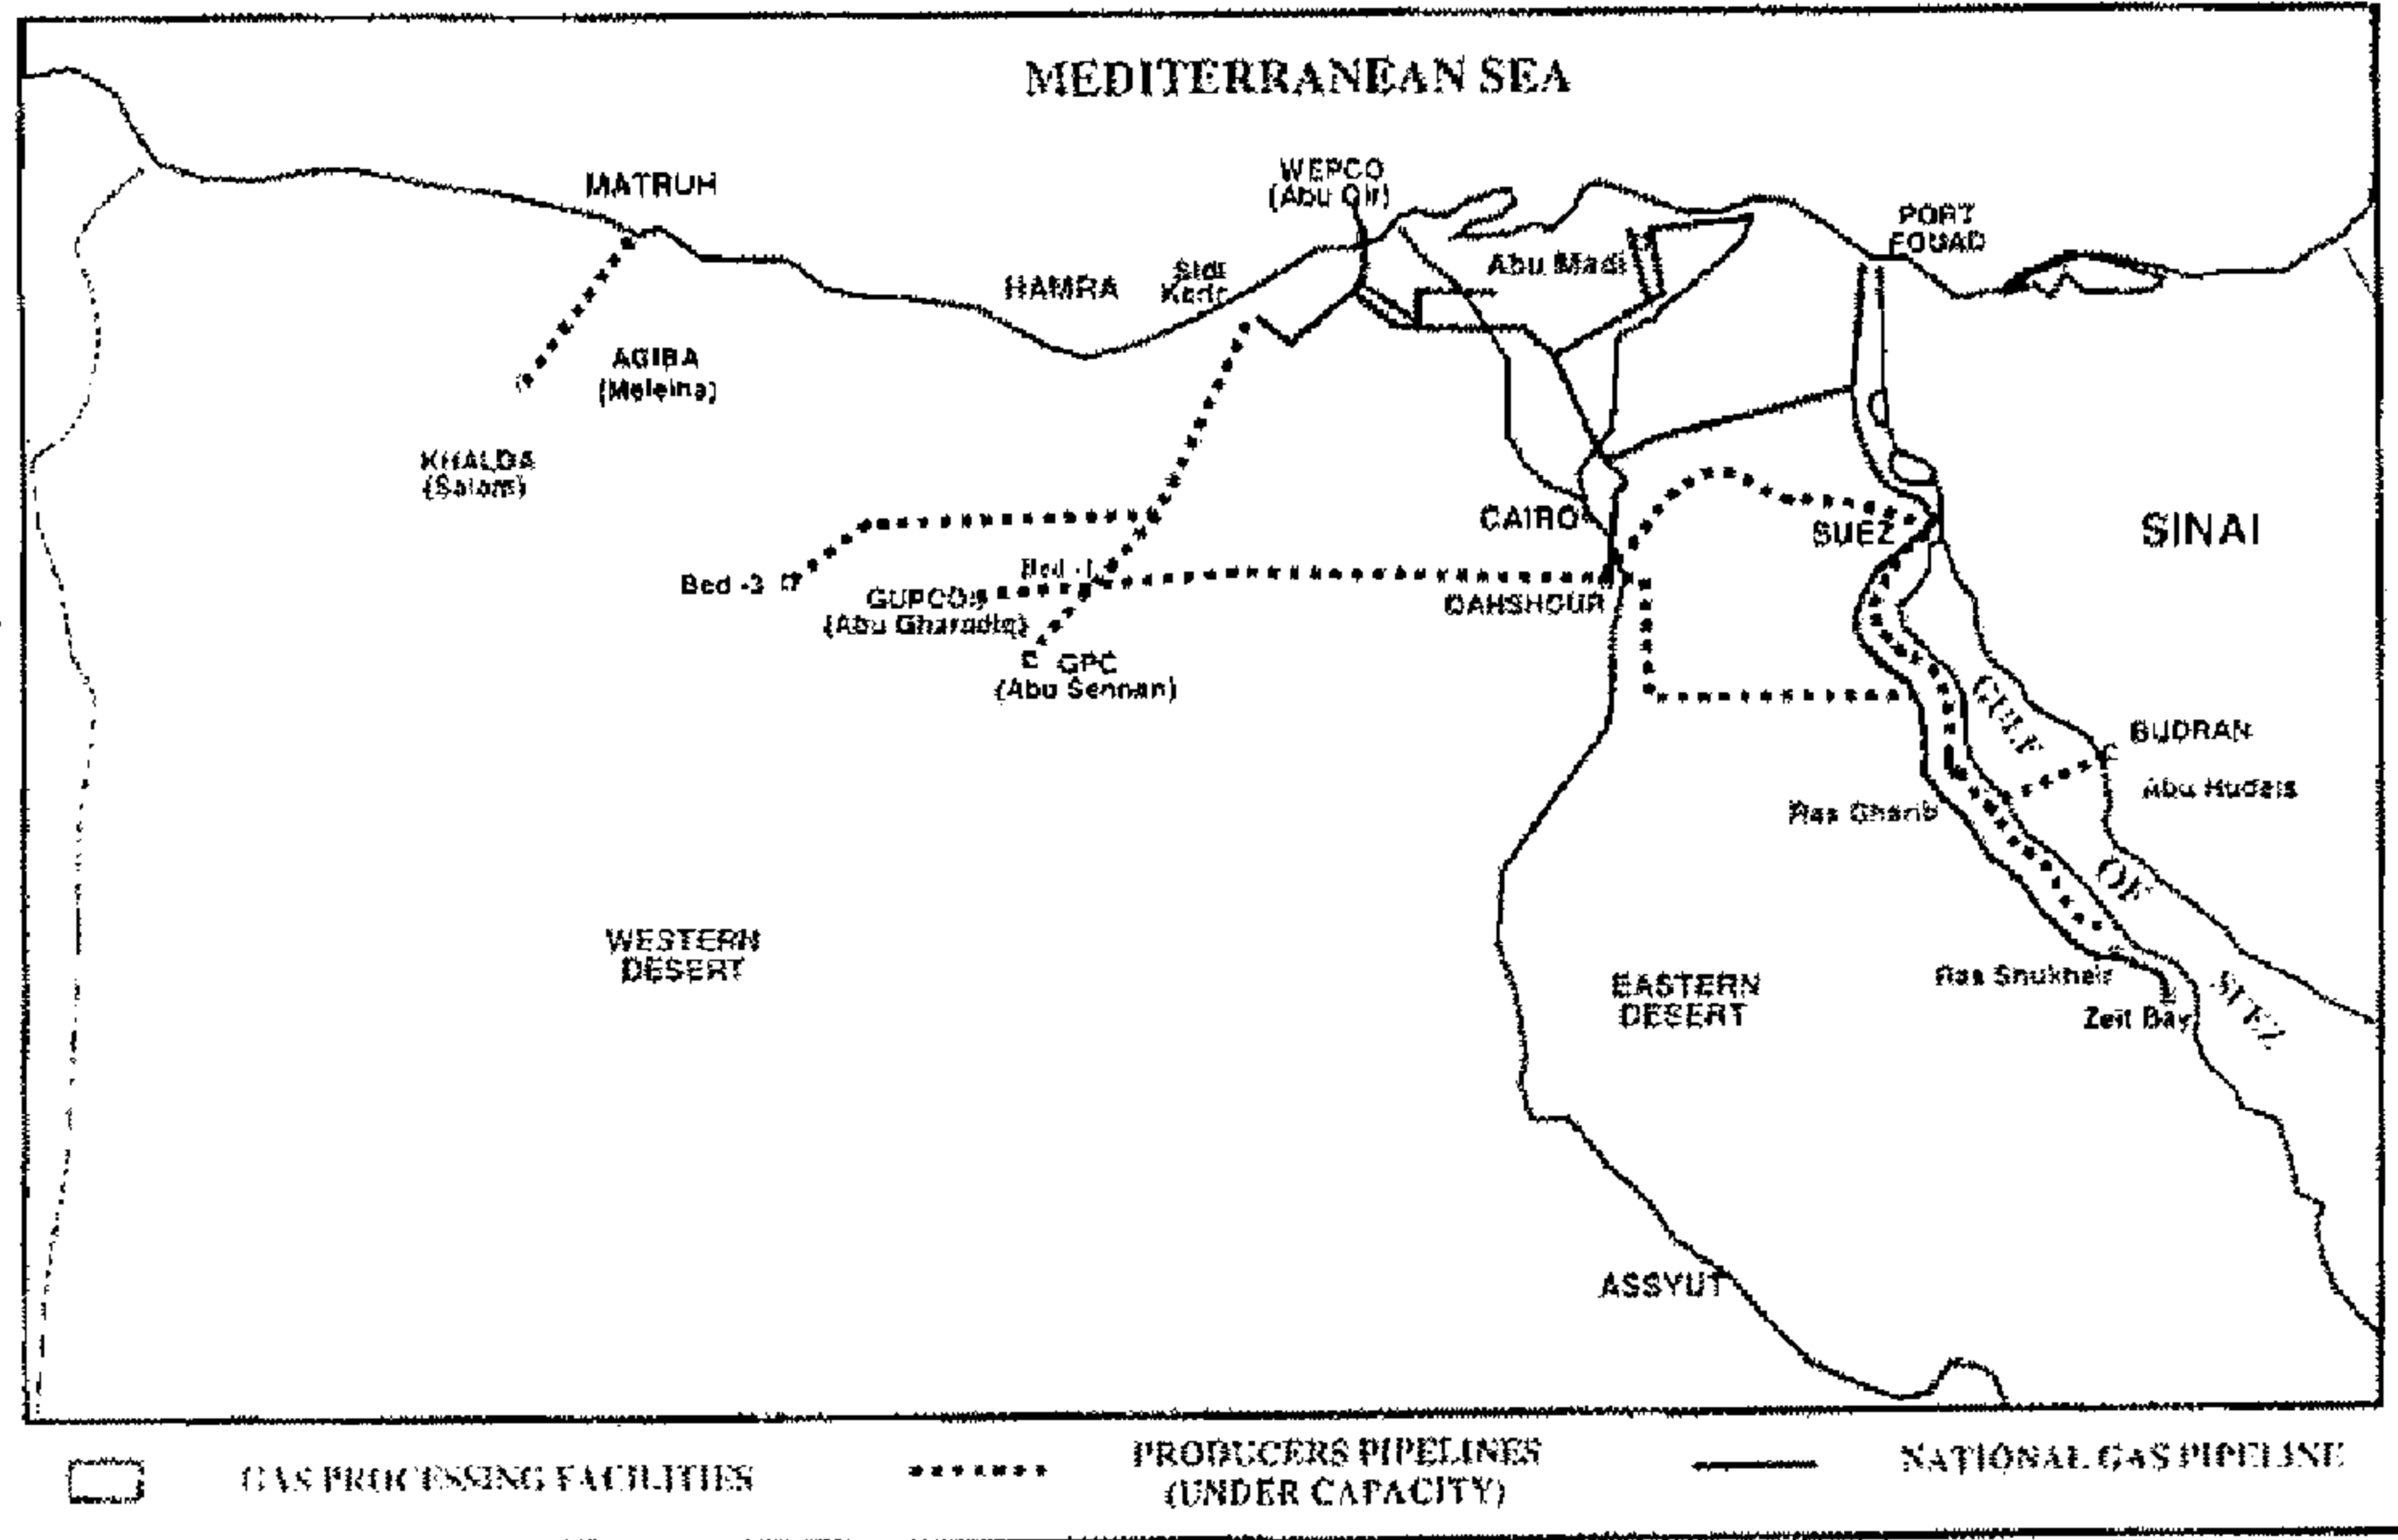 MEDITERRANEAN SEA
MATRUH
WEPCO
(Abu Qir)
PORT
FOUAD
HAMRA
Sidi
Kerir
Abu Madi
AGIBA
(Meleiha)
KHALDA
(Salam)
CAIRO
SUEZ
SINAI
Bed -3
Bed -1
GUPCO
(Abu Gharadiq)
DAHSHOUR
GPC
(Abu Sennan)
GULF
OF
SUEZ
BUDRAN
Abu Hudeis
Ras Gharib
WESTERN
DESERT
EASTERN
DESERT
Ras Shukheir
Zeit Bay
ASSYUT
GAS PROCESSING FACILITIES
PRODUCERS PIPELINES
(UNDER CAPACITY)
NATIONAL GAS PIPELINE